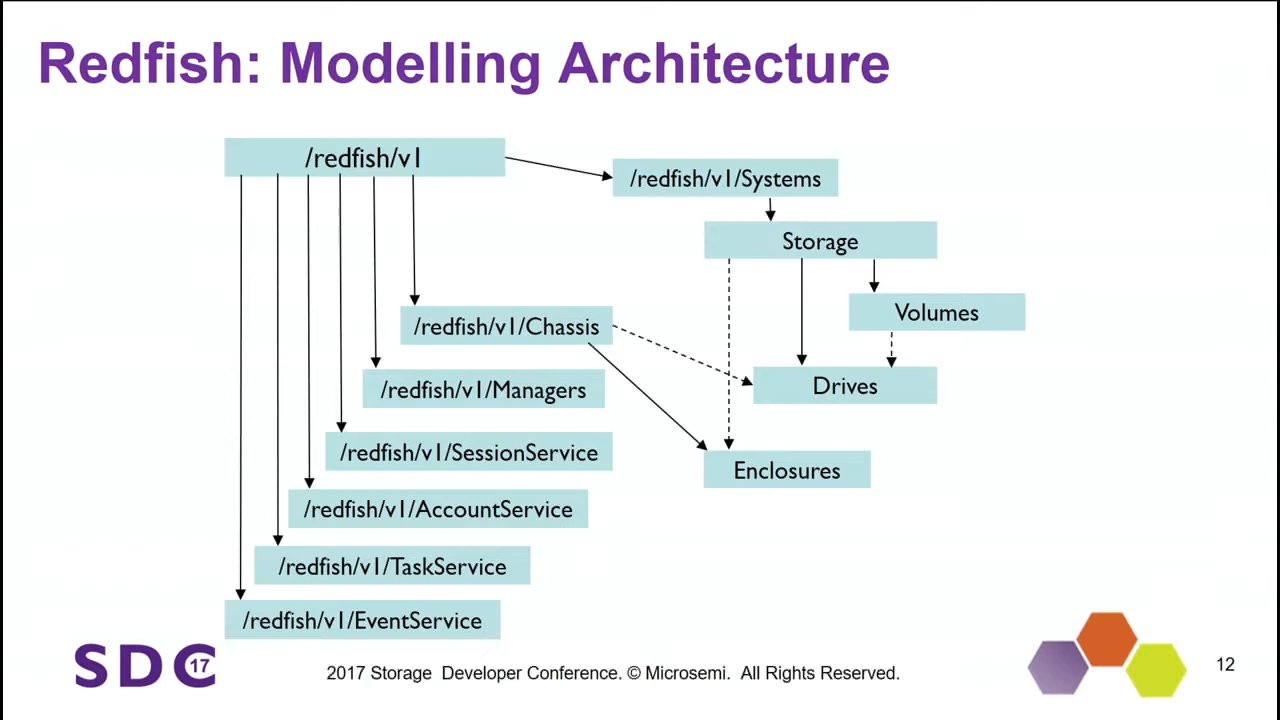 Redfish: Modelling Architecture
/redfish/v1
/redfish/v1/Systems
Storage
Volumes
/redfish/v1/Chassis
Drives
/redfish/v1/Managers
/redfish/v1/SessionService
Enclosures
/redfish/v1/AccountService
/redfish/v1/TaskService
/redfish/v1/EventService
SDC 17
2017 Storage Developer Conference. © Microsemi. All Rights Reserved.
12